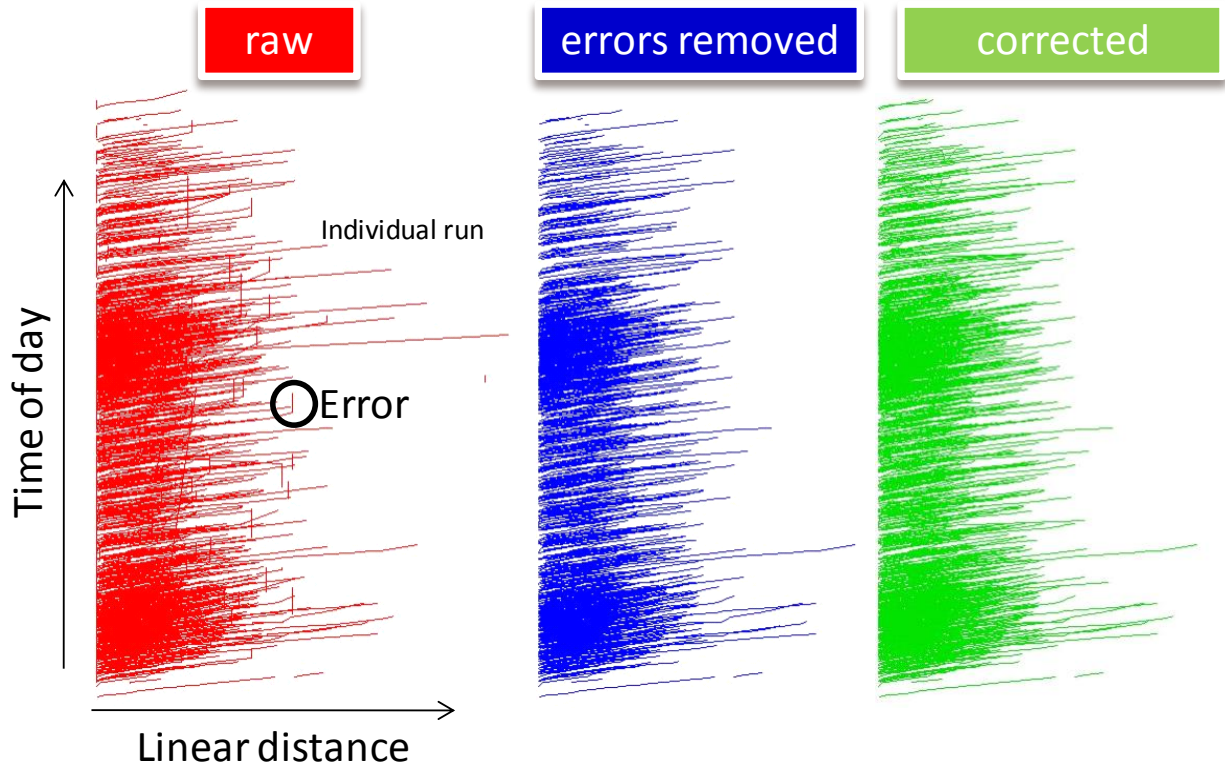 raw
errors removed
corrected
Individual run
Error
Time of day
Linear distance